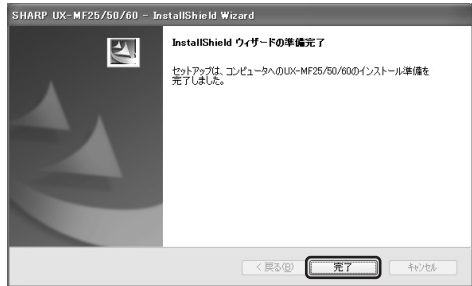 SHARP UX-MF25/50/60 - InstallShield Wizard
InstallShield ウィザードの準備完了
セットアップは、コンピュータへのUX-MF25/50/60のインストール準備を
完了しました。
< 戻る(B)
完了
キャンセル